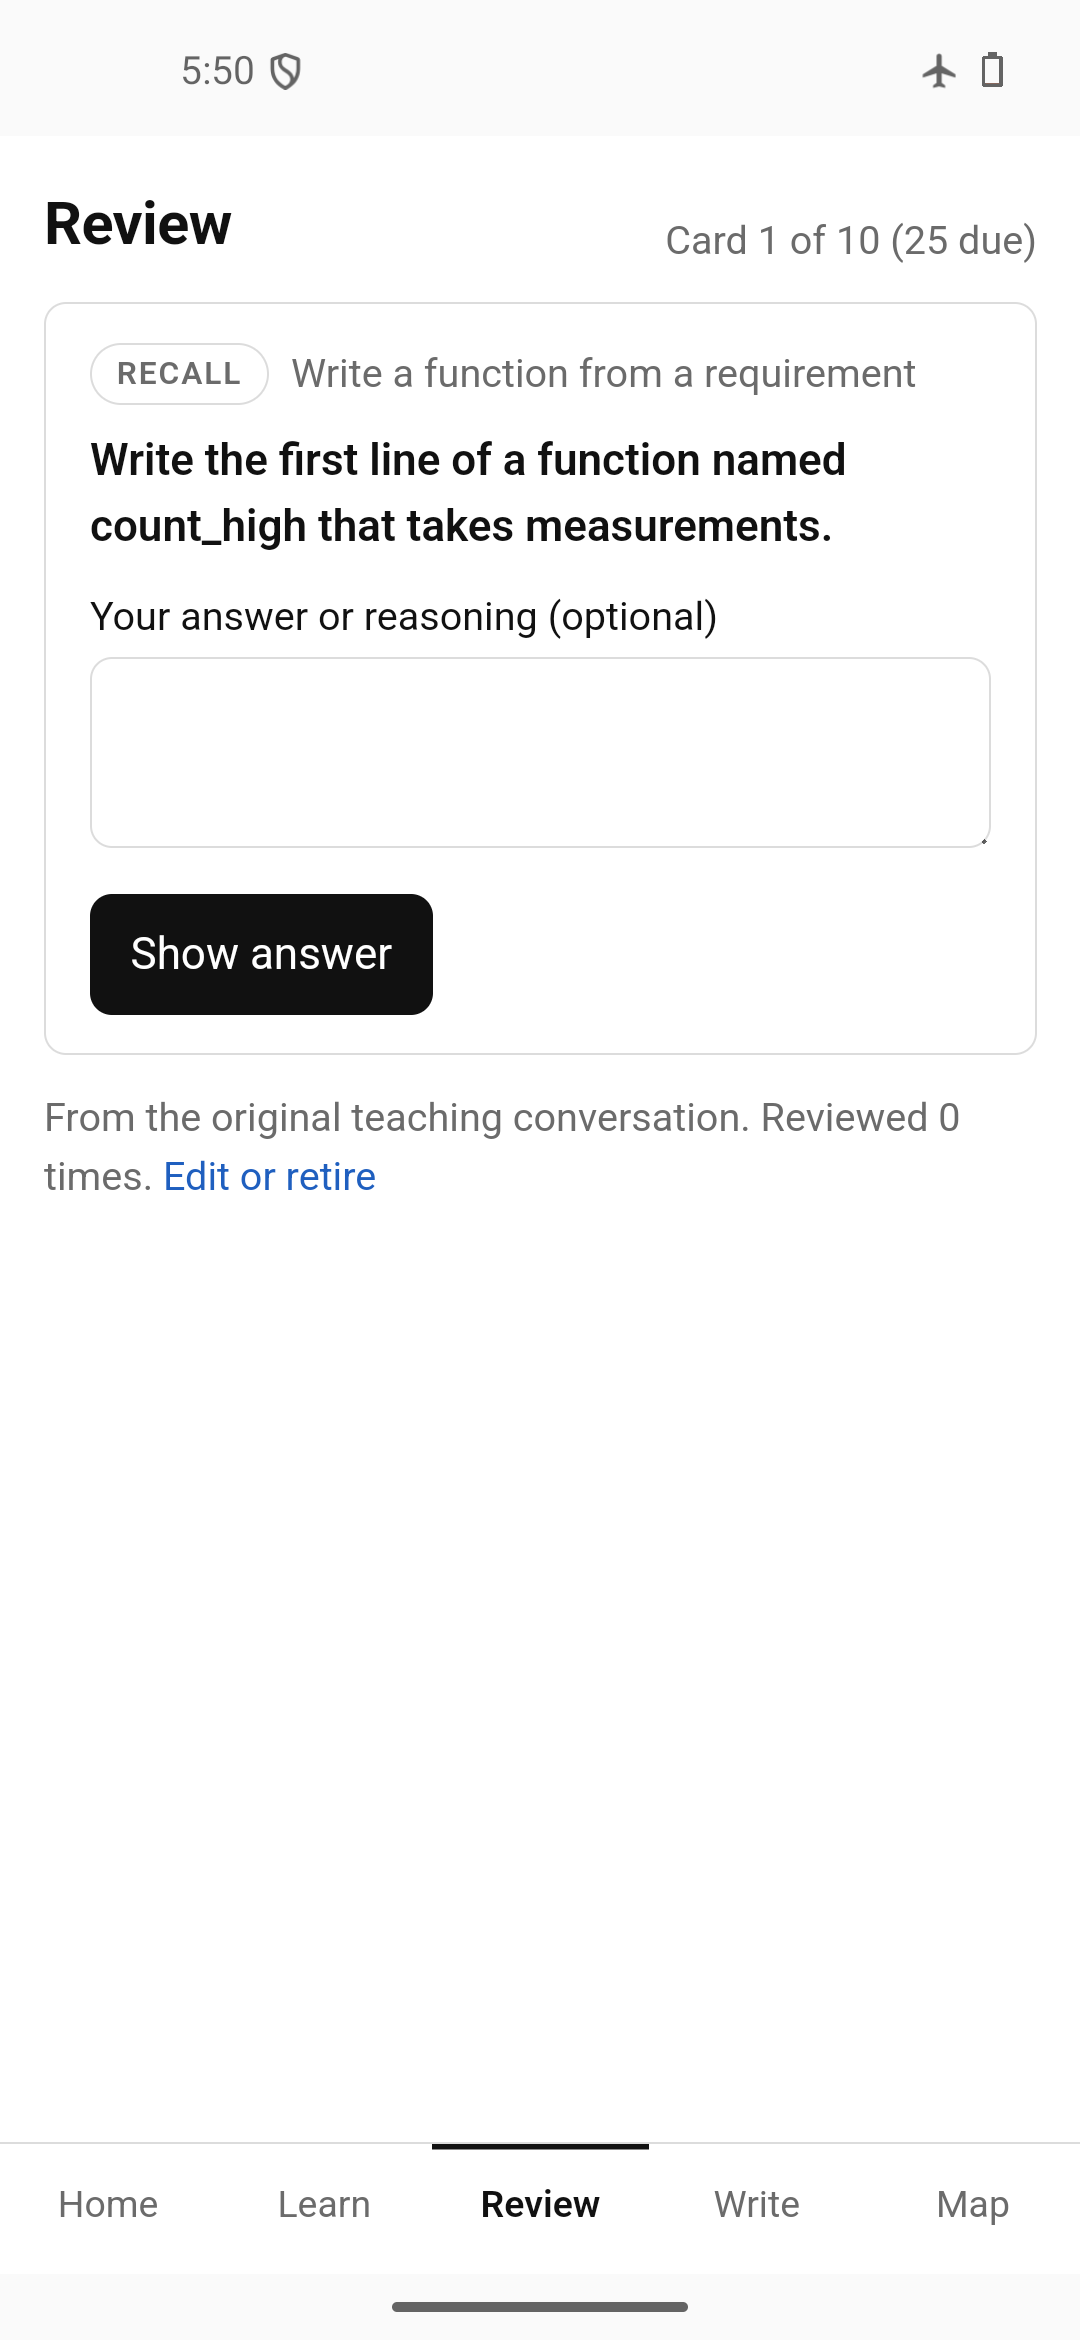 5:50
Review
Card 1 of 10 (25 due)
RECALL Write a function from a requirement
Write the first line of a function named
count_high that takes measurements.
Your answer or reasoning (optional)
Show answer
From the original teaching conversation. Reviewed 0
times. Edit or retire
Home Learn Review Write Map